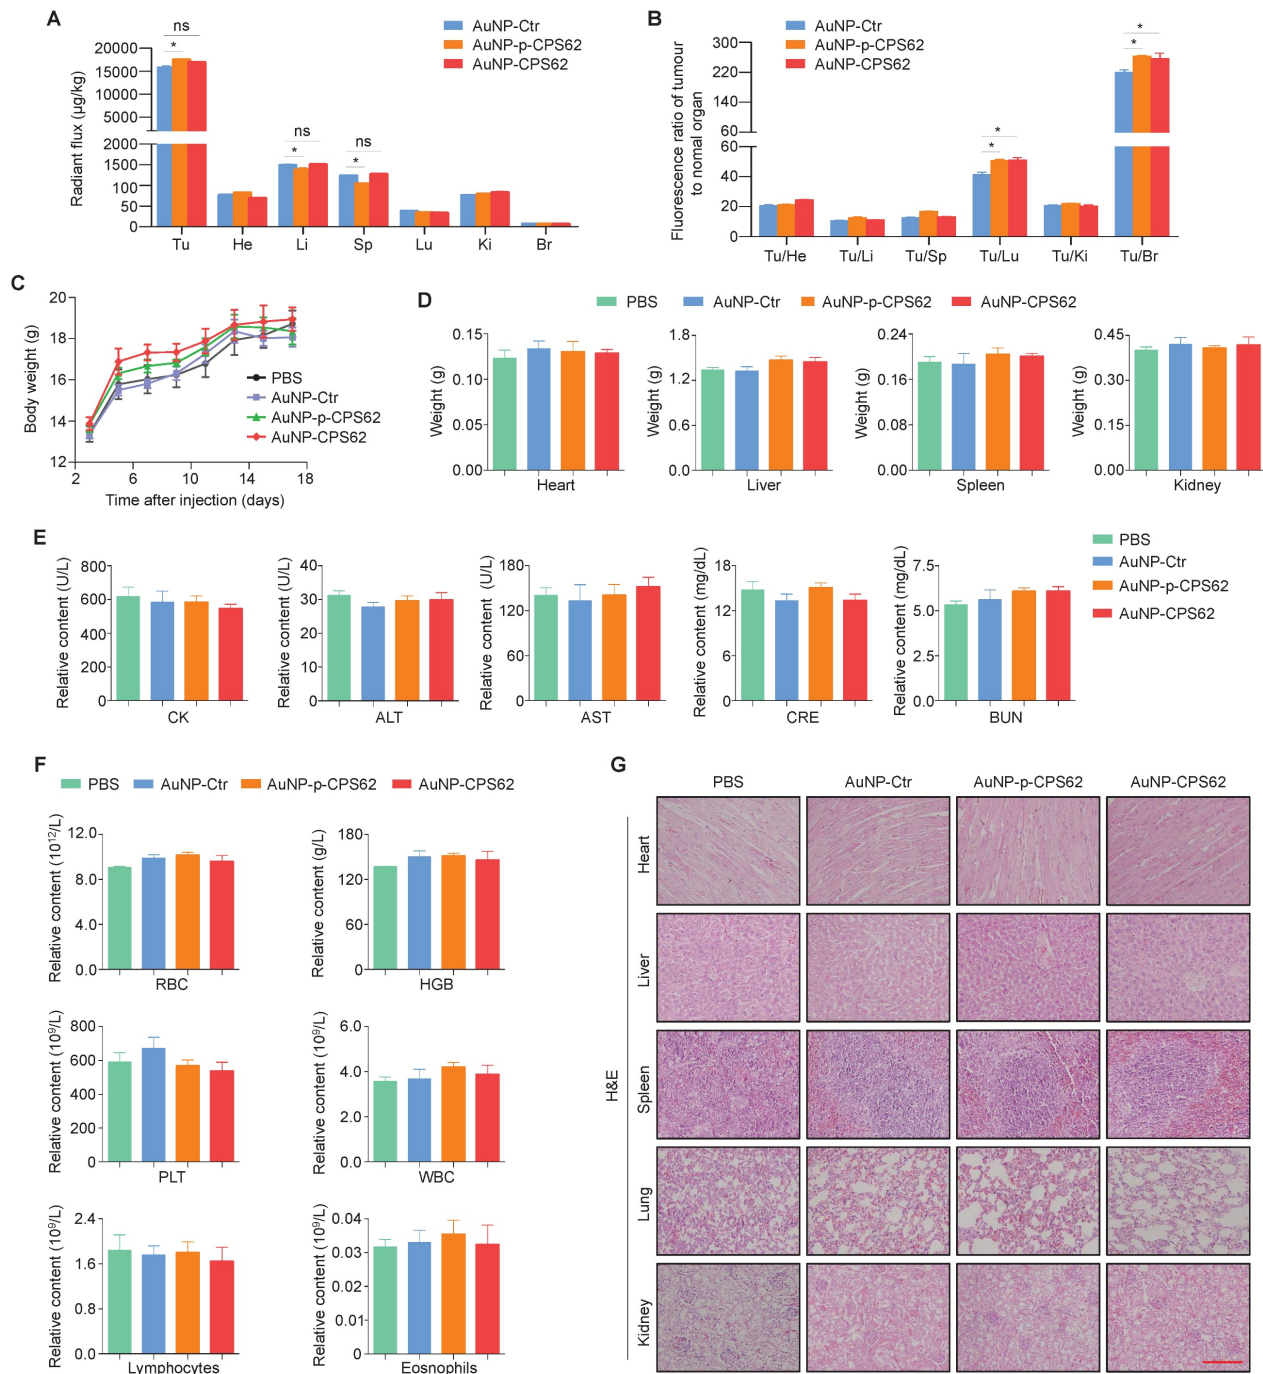 A
AuNP-Ctr
AuNP-p-CPS62
AuNP-CPS62
Radiant flux (µg/kg)
20000
15000
10000
5000
2000
1500
100
50
0
ns
*
ns
*
ns
*
Tu He Li Sp Lu Ki Br
B
AuNP-Ctr
AuNP-p-CPS62
AuNP-CPS62
Fluorescence ratio of tumour
to nomal organ
300
220
140
60
60
40
20
0
*
*
*
*
Tu/He Tu/Li Tu/Sp Tu/Lu Tu/Ki Tu/Br
C
Body weight (g)
20
18
16
14
12
PBS
AuNP-Ctr
AuNP-p-CPS62
AuNP-CPS62
2 6 10 14 18
Time after injection (days)
D
PBS AuNP-Ctr AuNP-p-CPS62 AuNP-CPS62
Weight (g)
0.15
0.10
0.05
0.00
Heart
Weight (g)
1.8
1.2
0.6
0.0
Liver
Weight (g)
0.24
0.16
0.08
0.00
Spleen
Weight (g)
0.45
0.30
0.15
0.00
Kidney
E
PBS
AuNP-Ctr
AuNP-p-CPS62
AuNP-CPS62
Relative content (U/L)
800
600
400
200
0
CK
Relative content (U/L)
40
30
20
10
0
ALT
Relative content (U/L)
180
120
60
0
AST
Relative content (mg/dL)
18
12
6
0
CRE
Relative content (mg/dL)
7.5
5.0
2.5
0.0
BUN
F
PBS AuNP-Ctr AuNP-p-CPS62 AuNP-CPS62
Relative content (10¹²/L)
12.0
8.0
4.0
0.0
RBC
Relative content (g/L)
180
120
60
0
HGB
Relative content (10⁹/L)
800
600
400
200
0
PLT
Relative content (10⁹/L)
6.0
4.0
2.0
0.0
WBC
Relative content (10⁹/L)
2.4
1.6
0.8
0.0
Lymphocytes
Relative content (10⁹/L)
0.04
0.03
0.02
0.01
0
Eosnophils
G
PBS AuNP-Ctr AuNP-p-CPS62 AuNP-CPS62
H&E
Heart
Liver
Spleen
Lung
Kidney